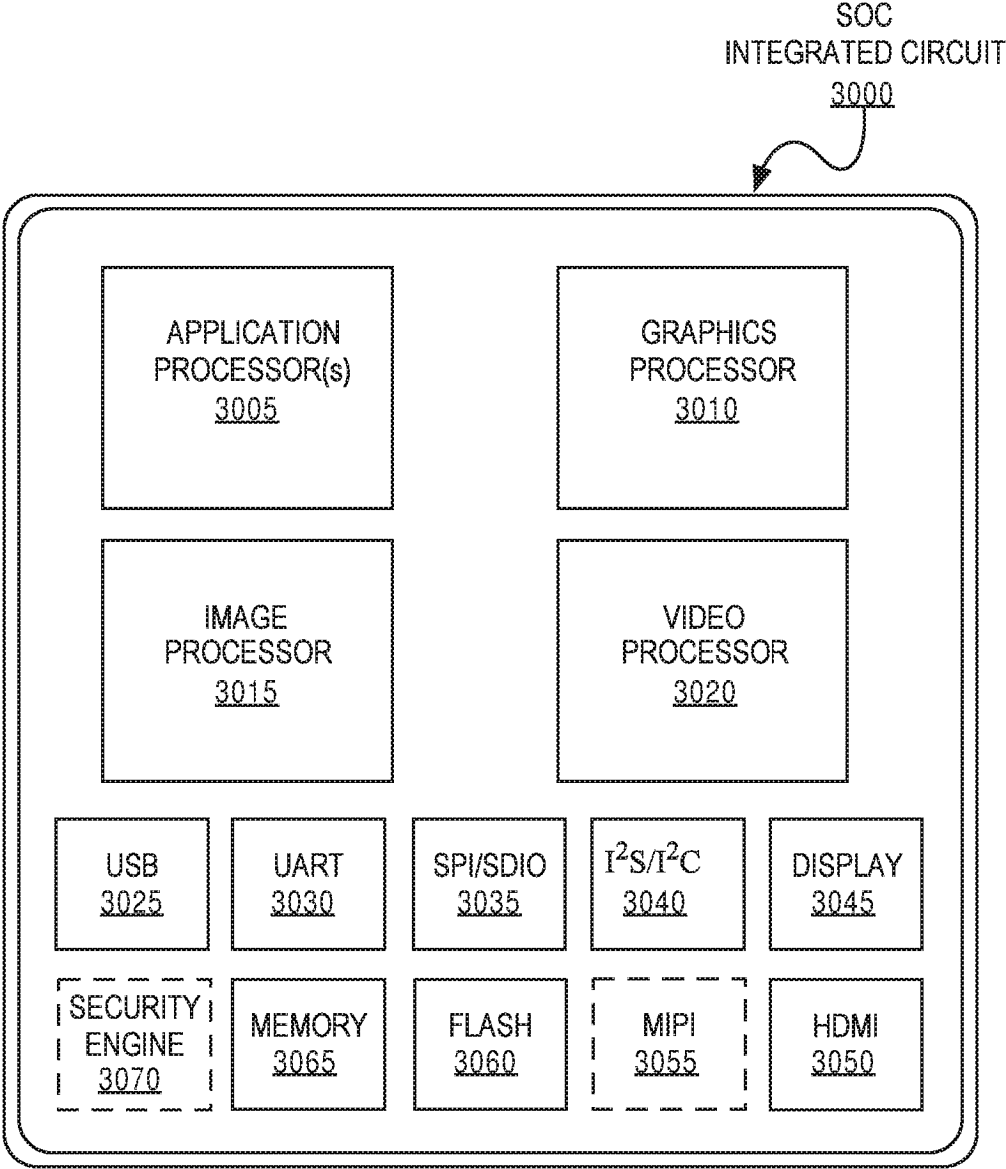 SOC
INTEGRATED CIRCUIT
3000
APPLICATION
PROCESSOR(s)
3005
GRAPHICS
PROCESSOR
3010
IMAGE
PROCESSOR
3015
VIDEO
PROCESSOR
3020
USB
3025
UART
3030
SPI/SDIO
3035
I²S/I²C
3040
DISPLAY
3045
SECURITY
ENGINE
3070
MEMORY
3065
FLASH
3060
MIPI
3055
HDMI
3050